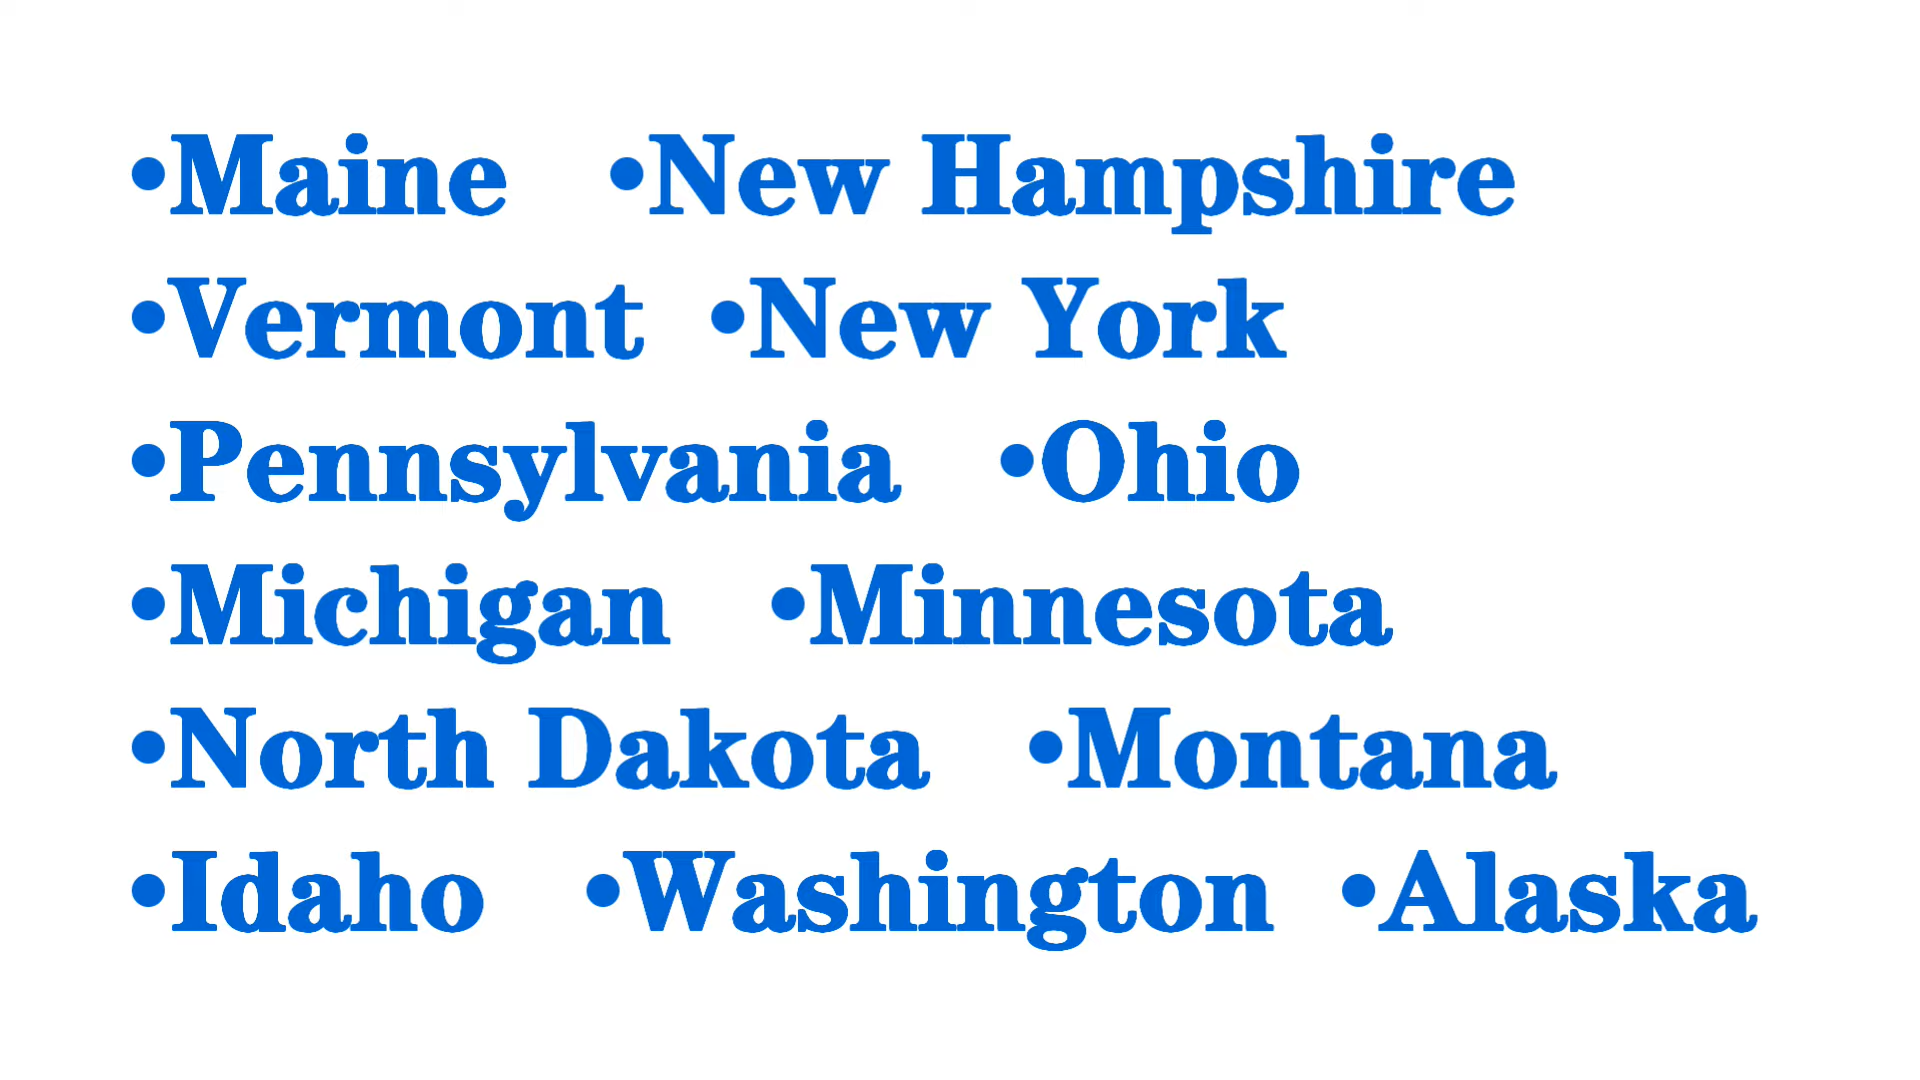 •Maine •New Hampshire
•Vermont •New York
•Pennsylvania •Ohio
•Michigan •Minnesota
•North Dakota •Montana
•Idaho •Washington •Alaska